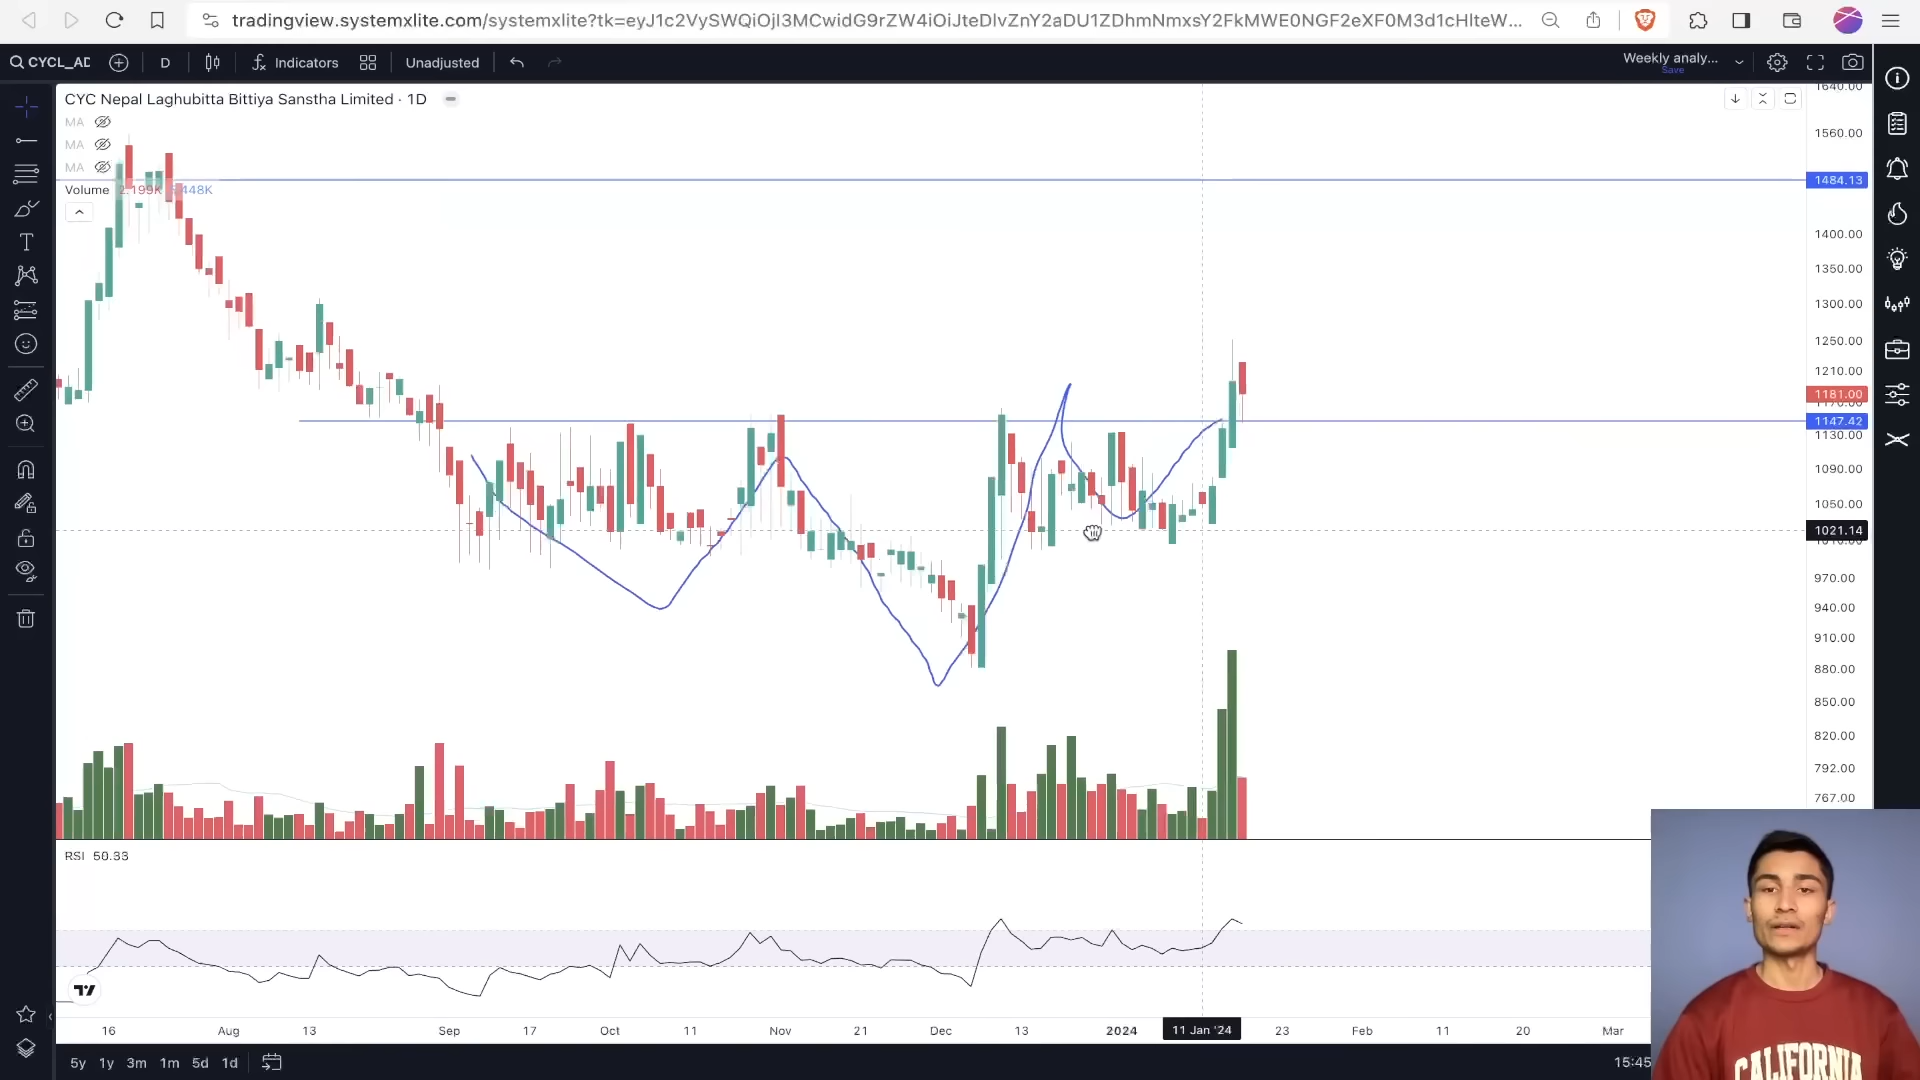 tradingview.systemxlite.com/systemxlite?tk=eyJ1c2VySWQiOjI3MCwidG9rZW4iOiJteDlvZnY2aDU1ZDhmNmxsY2FkMWE0NGF2eXF0M3d1cHlteW...
CYCL_AD
D
Indicators
Unadjusted
Weekly analy...
Save
CYC Nepal Laghubitta Bittiya Sanstha Limited · 1D
MA
MA
MA
Volume 2.199K 448K
1640.00
1560.00
1484.13
1400.00
1350.00
1300.00
1250.00
1210.00
1181.00
1147.42
1130.00
1090.00
1050.00
1021.14
970.00
940.00
910.00
880.00
850.00
820.00
792.00
767.00
RSI 50.33
16 Aug 13 Sep 17 Oct 11 Nov 21 Dec 13 2024 11 Jan '24 23 Feb 11 20 Mar
5y 1y 3m 1m 5d 1d
15:45
CALIFORNIA